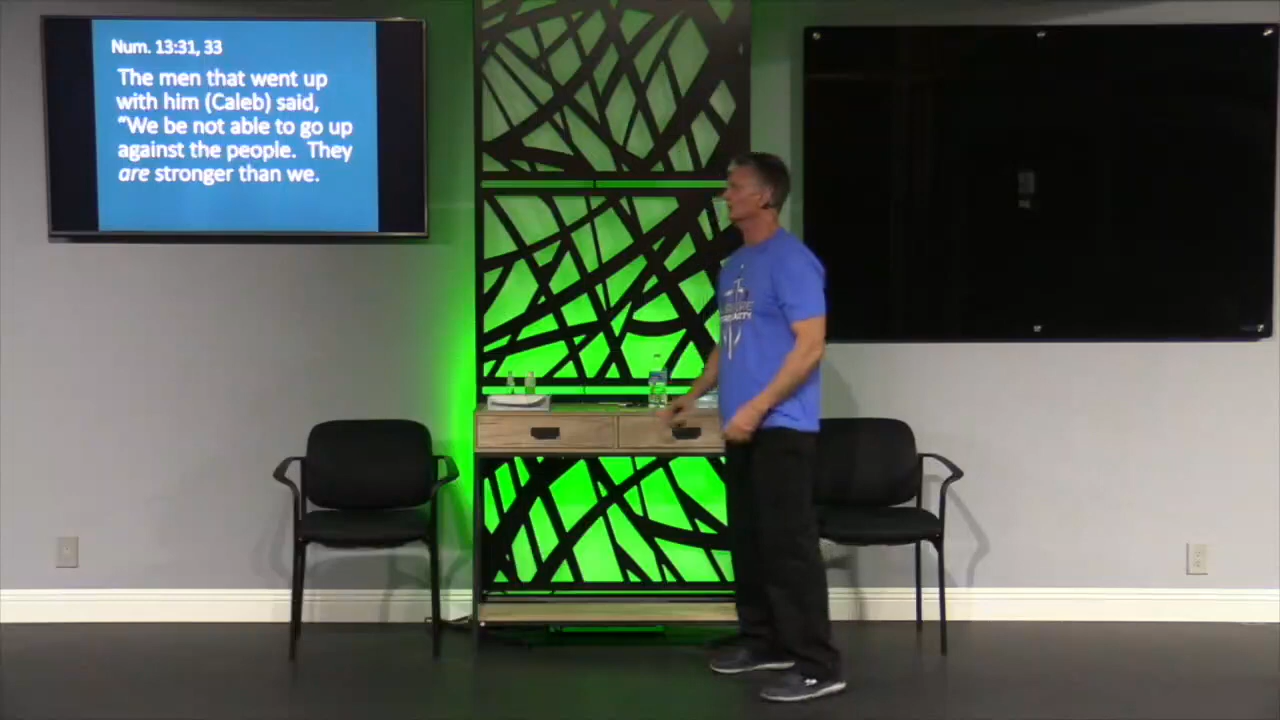 Num. 13:31, 33
The men that went up
with him (Caleb) said,
“We be not able to go up
against the people.  They
are stronger than we.